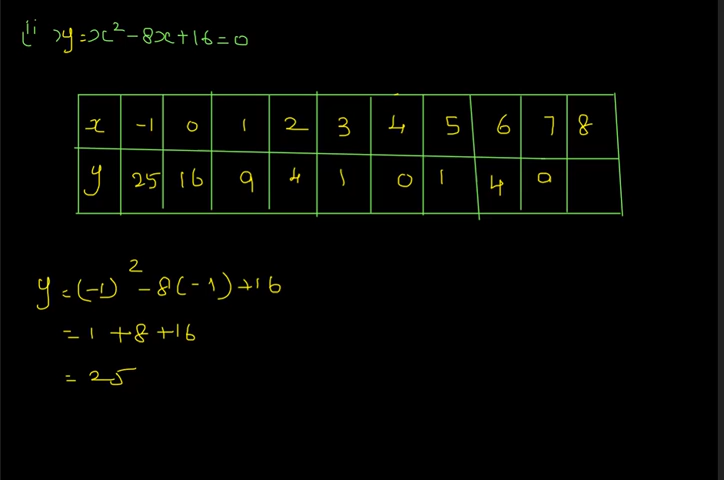 (ii) y=x²-8x+16=0
x -1 0 1 2 3 4 5 6 7 8
y 25 16 9 4 1 0 1 4 9
y=(-1)²-8(-1)+16
=1+8+16
=25